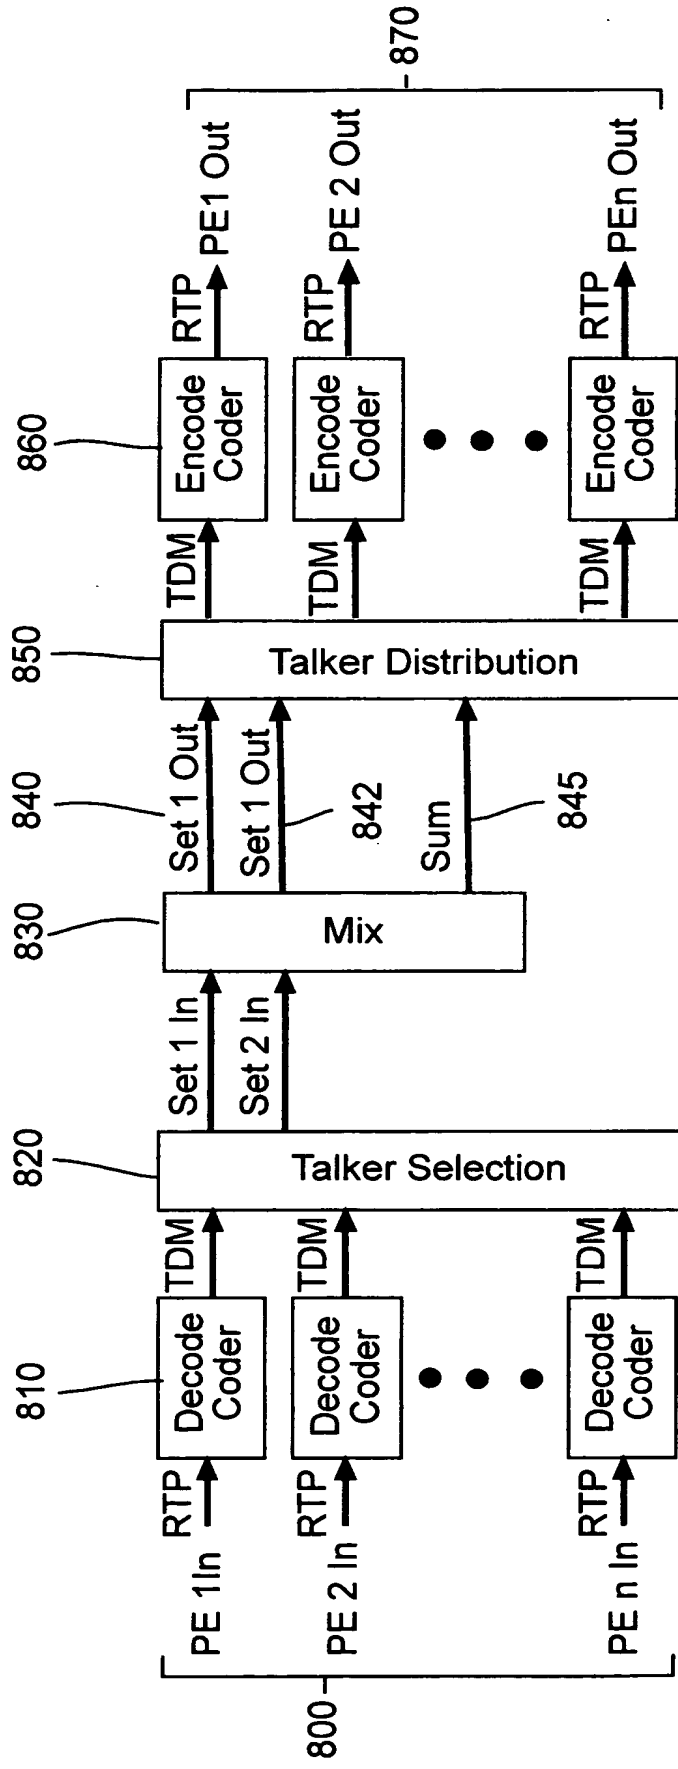 800
PE 1In
PE 2 In
PE n In
RTP
RTP
RTP
810
Decode
Coder
Decode
Coder
Decode
Coder
TDM
TDM
TDM
820
Talker Selection
Set 1 In
Set 2 In
830
Mix
840
Set 1 Out
Set 1 Out
842
Sum
845
850
Talker Distribution
TDM
TDM
TDM
860
Encode
Coder
Encode
Coder
Encode
Coder
RTP
RTP
RTP
PE1 Out
PE 2 Out
PEn Out
870